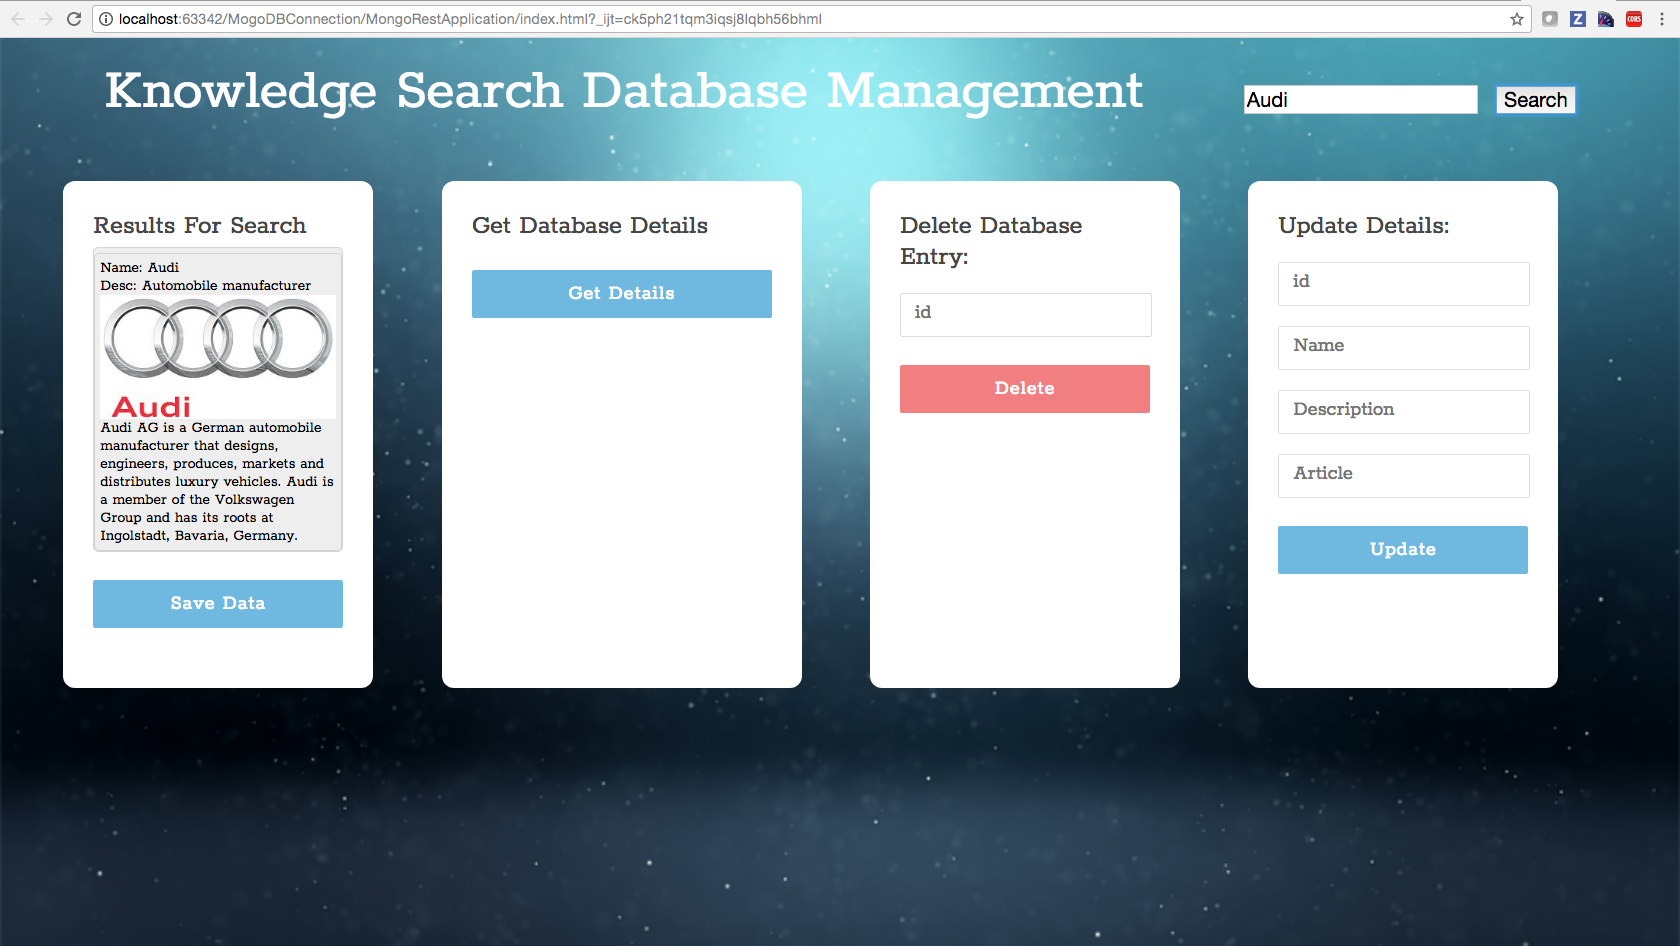 localhost:63342/MogoDBConnection/MongoRestApplication/index.html?_ijt=ck5ph21tqm3iqsj8lqbh56bhml
Z
CORS
Knowledge Search Database Management
Audi
Search
Results For Search
Name: Audi
Desc: Automobile manufacturer
Audi
Audi AG is a German automobile
manufacturer that designs,
engineers, produces, markets and
distributes luxury vehicles. Audi is
a member of the Volkswagen
Group and has its roots at
Ingolstadt, Bavaria, Germany.
Save Data
Get Database Details
Get Details
Delete Database
Entry:
id
Delete
Update Details:
id
Name
Description
Article
Update